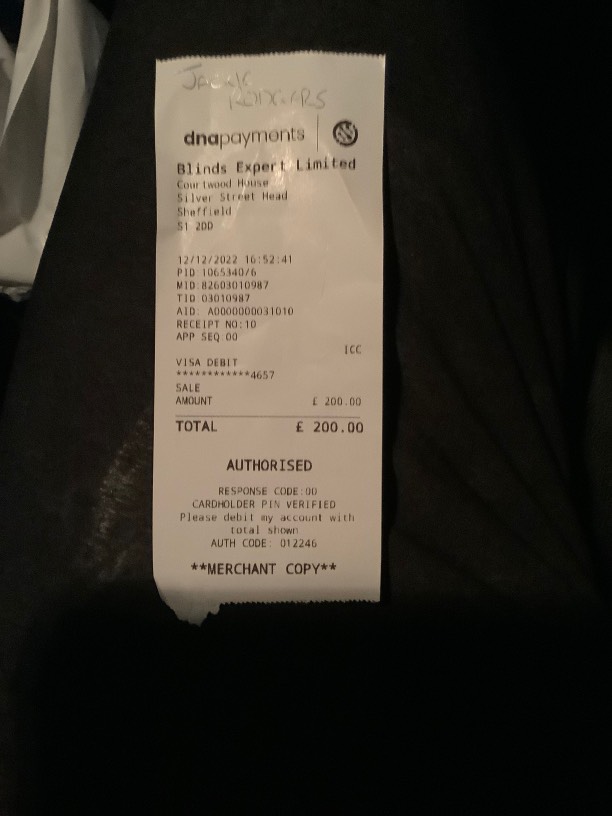 JACKIE
RODGERS
dnapayments
Blinds Expert Limited
Courtwood House
Silver Street Head
Sheffield
S1 2DD
12/12/2022 16:52:41
PID 1065340/6
MID:82603010987
TID 03010987
AID: A0000000031010
RECEIPT NO:10
APP SEQ:00
ICC
VISA DEBIT
************4657
SALE
AMOUNT £ 200.00
TOTAL £ 200.00
AUTHORISED
RESPONSE CODE:00
CARDHOLDER PIN VERIFIED
Please debit my account with
total shown
AUTH CODE: 012246
**MERCHANT COPY**